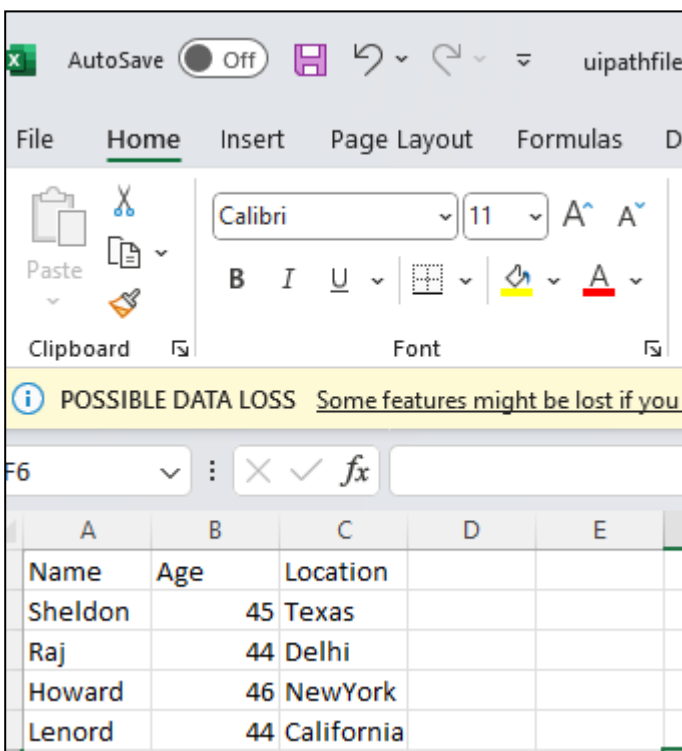 AutoSave Off uipathfile
File Home Insert Page Layout Formulas D
Calibri 11 A A
Paste B I U A
Clipboard Font
POSSIBLE DATA LOSS Some features might be lost if you
F6 fx
A B C D E
Name Age Location
Sheldon 45 Texas
Raj 44 Delhi
Howard 46 NewYork
Lenord 44 California